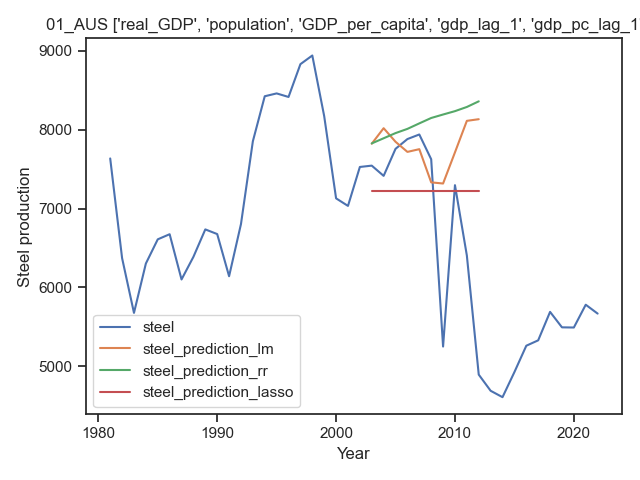 01_AUS ['real_GDP', 'population', 'GDP_per_capita', 'gdp_lag_1', 'gdp_pc_lag_1
9000
8000
7000
6000
5000
Steel production
steel
steel_prediction_lm
steel_prediction_rr
steel_prediction_lasso
1980
1990
2000
2010
2020
Year